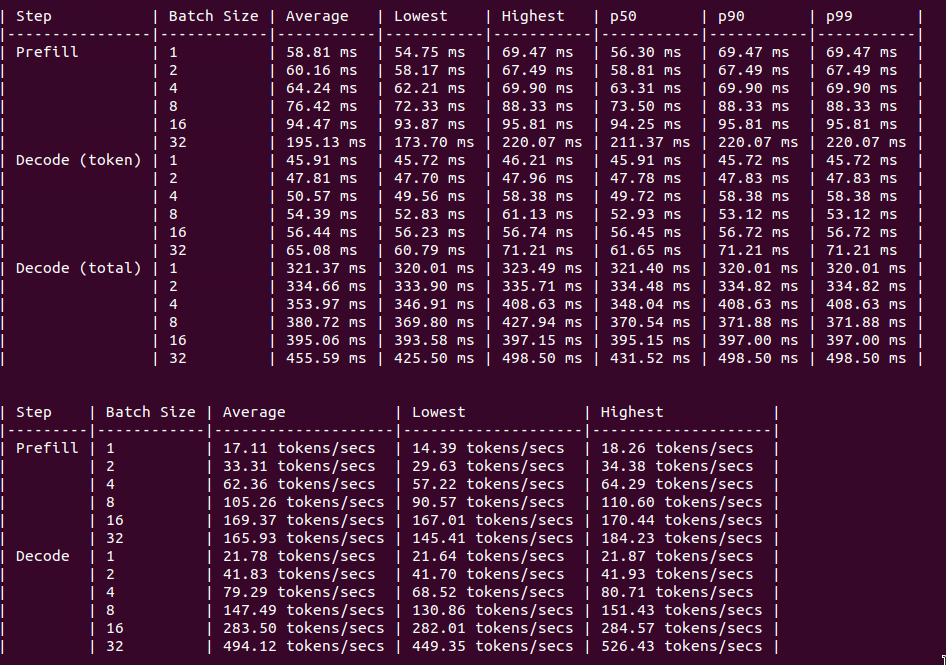 | Step | Batch Size | Average | Lowest | Highest | p50 | p90 | p99 |
|----------------|------------|-----------|-----------|-----------|-----------|-----------|-----------|
| Prefill | 1 | 58.81 ms | 54.75 ms | 69.47 ms | 56.30 ms | 69.47 ms | 69.47 ms |
| | 2 | 60.16 ms | 58.17 ms | 67.49 ms | 58.81 ms | 67.49 ms | 67.49 ms |
| | 4 | 64.24 ms | 62.21 ms | 69.90 ms | 63.31 ms | 69.90 ms | 69.90 ms |
| | 8 | 76.42 ms | 72.33 ms | 88.33 ms | 73.50 ms | 88.33 ms | 88.33 ms |
| | 16 | 94.47 ms | 93.87 ms | 95.81 ms | 94.25 ms | 95.81 ms | 95.81 ms |
| | 32 | 195.13 ms | 173.70 ms | 220.07 ms | 211.37 ms | 220.07 ms | 220.07 ms |
| Decode (token) | 1 | 45.91 ms | 45.72 ms | 46.21 ms | 45.91 ms | 45.72 ms | 45.72 ms |
| | 2 | 47.81 ms | 47.70 ms | 47.96 ms | 47.78 ms | 47.83 ms | 47.83 ms |
| | 4 | 50.57 ms | 49.56 ms | 58.38 ms | 49.72 ms | 58.38 ms | 58.38 ms |
| | 8 | 54.39 ms | 52.83 ms | 61.13 ms | 52.93 ms | 53.12 ms | 53.12 ms |
| | 16 | 56.44 ms | 56.23 ms | 56.74 ms | 56.45 ms | 56.72 ms | 56.72 ms |
| | 32 | 65.08 ms | 60.79 ms | 71.21 ms | 61.65 ms | 71.21 ms | 71.21 ms |
| Decode (total) | 1 | 321.37 ms | 320.01 ms | 323.49 ms | 321.40 ms | 320.01 ms | 320.01 ms |
| | 2 | 334.66 ms | 333.90 ms | 335.71 ms | 334.48 ms | 334.82 ms | 334.82 ms |
| | 4 | 353.97 ms | 346.91 ms | 408.63 ms | 348.04 ms | 408.63 ms | 408.63 ms |
| | 8 | 380.72 ms | 369.80 ms | 427.94 ms | 370.54 ms | 371.88 ms | 371.88 ms |
| | 16 | 395.06 ms | 393.58 ms | 397.15 ms | 395.15 ms | 397.00 ms | 397.00 ms |
| | 32 | 455.59 ms | 425.50 ms | 498.50 ms | 431.52 ms | 498.50 ms | 498.50 ms |
| Step | Batch Size | Average | Lowest | Highest |
|---------|------------|--------------------|--------------------|--------------------|
| Prefill | 1 | 17.11 tokens/secs | 14.39 tokens/secs | 18.26 tokens/secs |
| | 2 | 33.31 tokens/secs | 29.63 tokens/secs | 34.38 tokens/secs |
| | 4 | 62.36 tokens/secs | 57.22 tokens/secs | 64.29 tokens/secs |
| | 8 | 105.26 tokens/secs | 90.57 tokens/secs | 110.60 tokens/secs |
| | 16 | 169.37 tokens/secs | 167.01 tokens/secs | 170.44 tokens/secs |
| | 32 | 165.93 tokens/secs | 145.41 tokens/secs | 184.23 tokens/secs |
| Decode | 1 | 21.78 tokens/secs | 21.64 tokens/secs | 21.87 tokens/secs |
| | 2 | 41.83 tokens/secs | 41.70 tokens/secs | 41.93 tokens/secs |
| | 4 | 79.29 tokens/secs | 68.52 tokens/secs | 80.71 tokens/secs |
| | 8 | 147.49 tokens/secs | 130.86 tokens/secs | 151.43 tokens/secs |
| | 16 | 283.50 tokens/secs | 282.01 tokens/secs | 284.57 tokens/secs |
| | 32 | 494.12 tokens/secs | 449.35 tokens/secs | 526.43 tokens/secs |